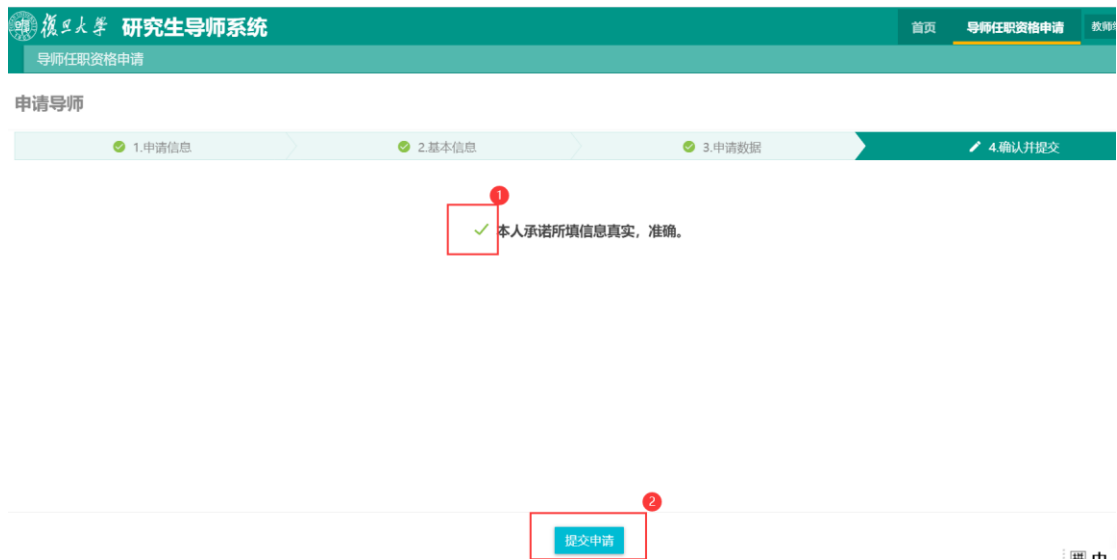 復旦大学 研究生导师系统
首页 导师任职资格申请 教师
导师任职资格申请
申请导师
1.申请信息 2.基本信息 3.申请数据 4.确认并提交
1
本人承诺所填信息真实，准确。
2
提交申请